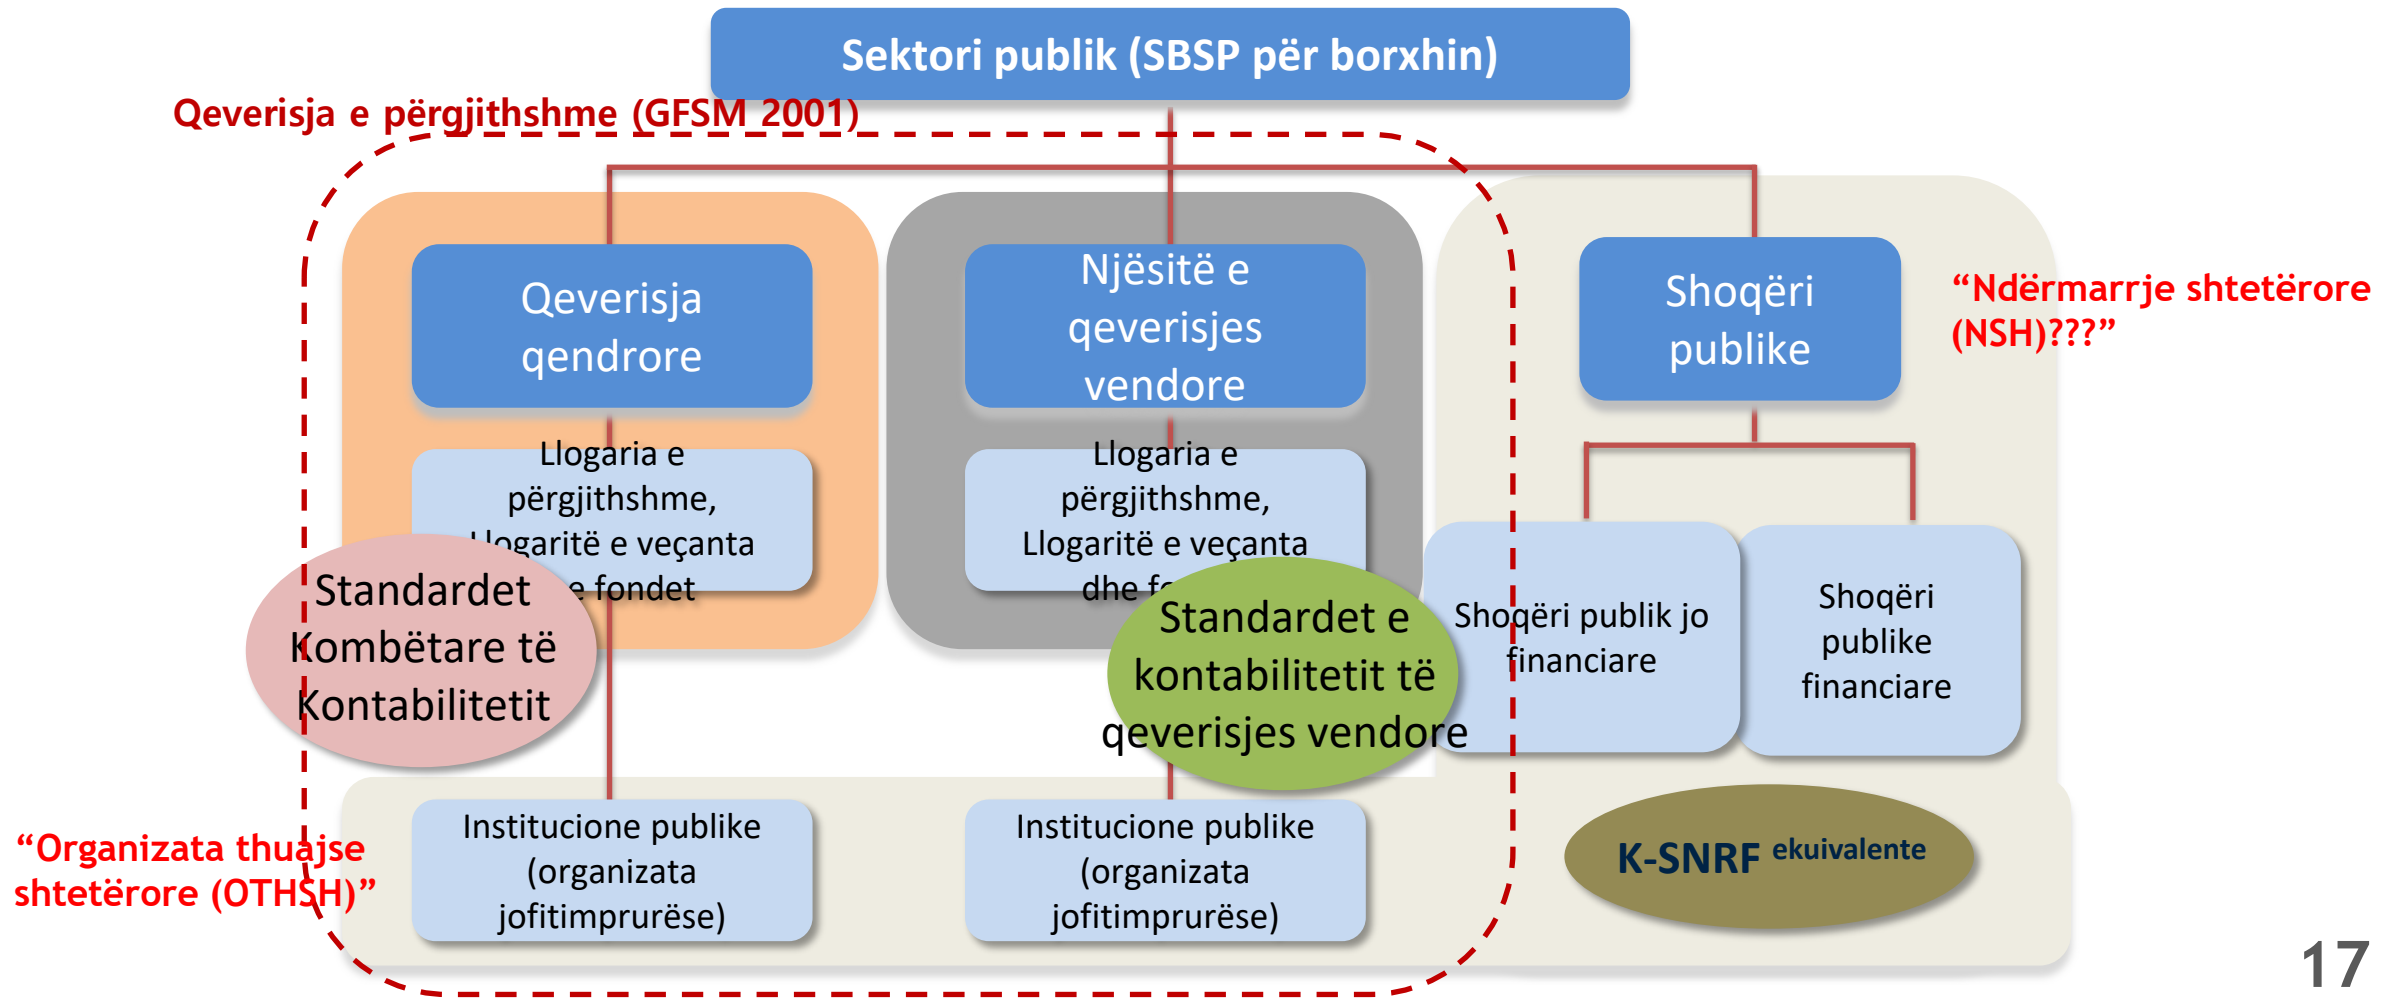 Sektori publik (SBSP për borxhin)
Qeverisja e përgjithshme (GFSM 2001)
Qeverisja
qendrore
Njësitë e
qeverisjes
vendore
Shoqëri
publike
“Ndërmarrje shtetërore
(NSH)???”
Llogaria e
përgjithshme,
Llogaritë e veçanta
fondet
Llogaria e
përgjithshme,
Llogaritë e veçanta
dhe
Standardet
Kombëtare të
Kontabilitetit
Standardet e
kontabilitetit të
qeverisjes vendore
Shoqëri publik jo
financiare
Shoqëri
publike
financiare
“Organizata thuajse
shtetërore (OTHSH)”
Institucione publike
(organizata
jofitimprurëse)
Institucione publike
(organizata
jofitimprurëse)
K-SNRF ekuivalente
17